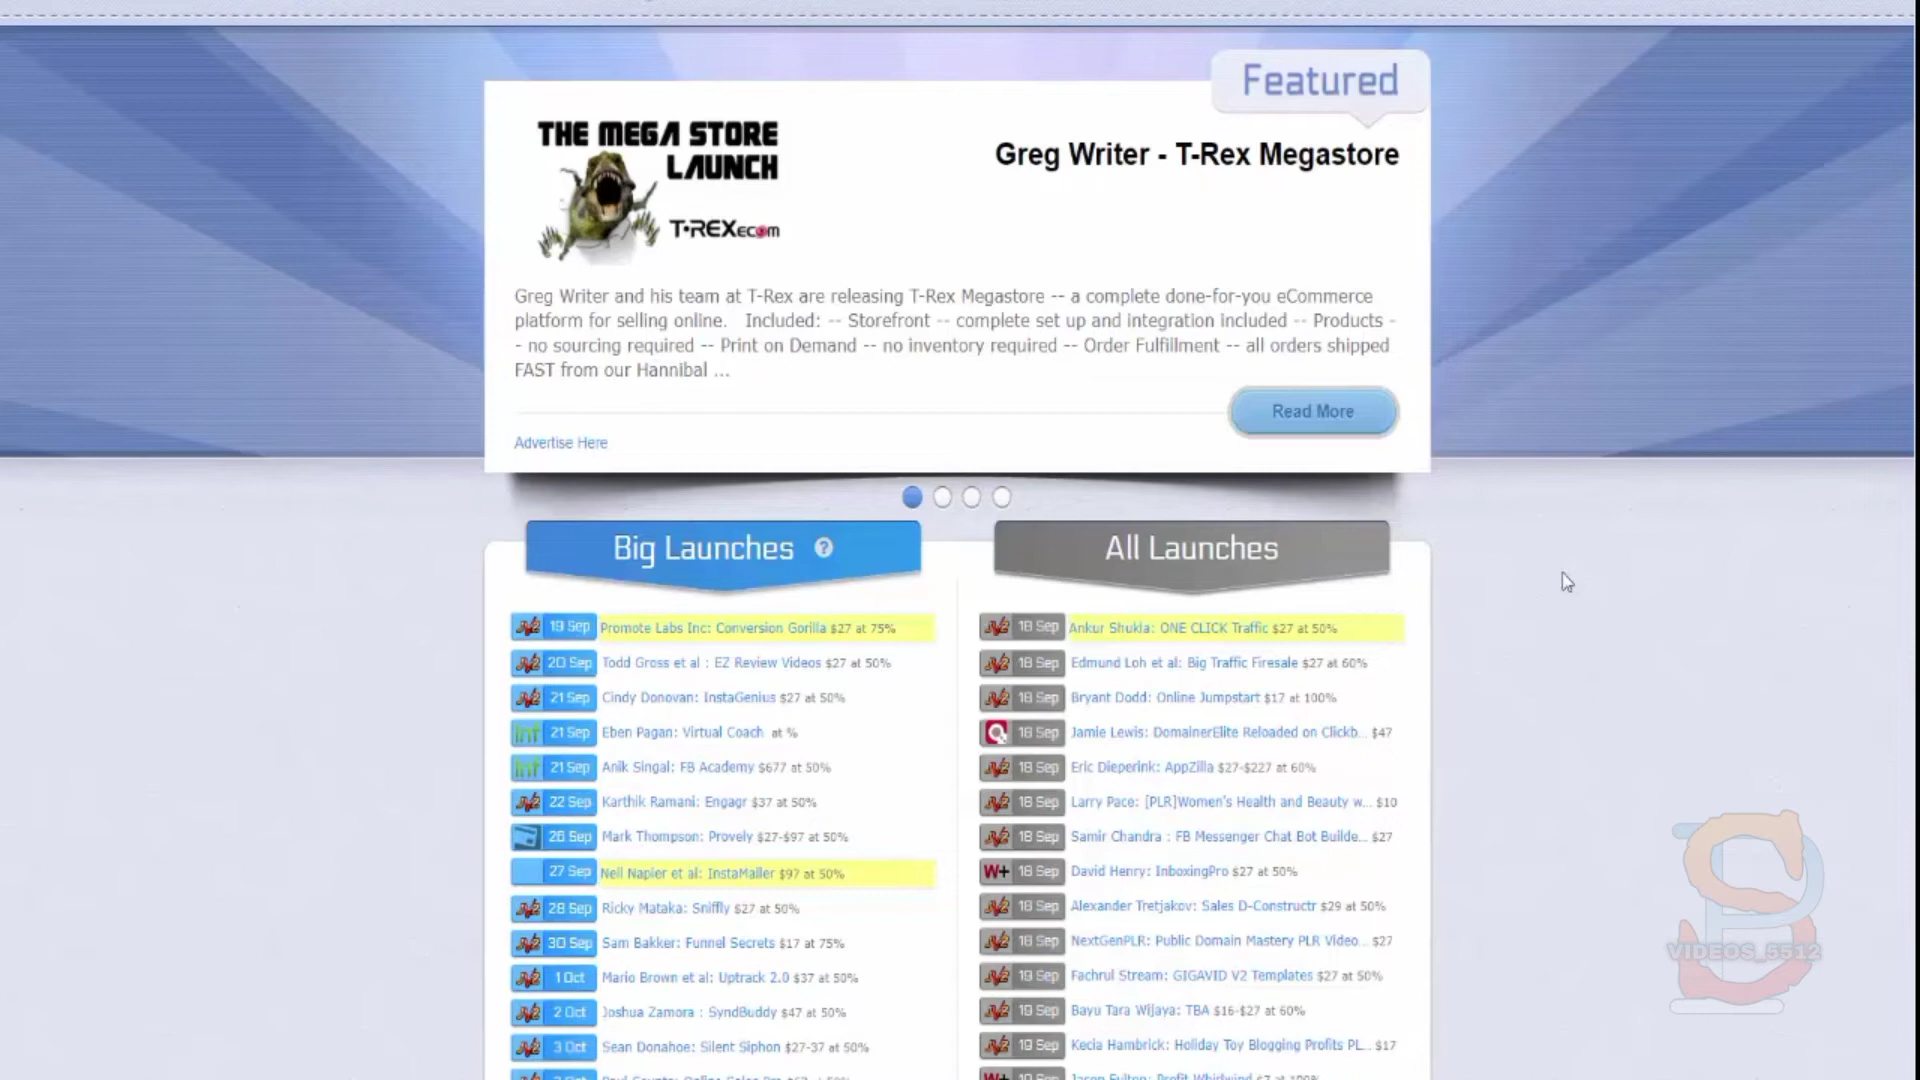 Featured
THE MEGA STORE
LAUNCH
T-REXecom
Greg Writer - T-Rex Megastore
Greg Writer and his team at T-Rex are releasing T-Rex Megastore -- a complete done-for-you eCommerce
platform for selling online. Included: -- Storefront -- complete set up and integration included -- Products -
- no sourcing required -- Print on Demand -- no inventory required -- Order Fulfillment -- all orders shipped
FAST from our Hannibal ...
Read More
Advertise Here
Big Launches ?
19 Sep Promote Labs Inc: Conversion Gorilla $27 at 75%
20 Sep Todd Gross et al : EZ Review Videos $27 at 50%
21 Sep Cindy Donovan: InstaGenius $27 at 50%
21 Sep Eben Pagan: Virtual Coach at %
21 Sep Anik Singal: FB Academy $677 at 50%
22 Sep Karthik Ramani: Engagr $37 at 50%
26 Sep Mark Thompson: Provely $27-$97 at 50%
27 Sep Neil Napier et al: InstaMailer $97 at 50%
28 Sep Ricky Mataka: Sniffly $27 at 50%
30 Sep Sam Bakker: Funnel Secrets $17 at 75%
1 Oct Mario Brown et al: Uptrack 2.0 $37 at 50%
2 Oct Joshua Zamora : SyndBuddy $47 at 50%
3 Oct Sean Donahoe: Silent Siphon $27-37 at 50%
All Launches
18 Sep Ankur Shukla: ONE CLICK Traffic $27 at 50%
18 Sep Edmund Loh et al: Big Traffic Firesale $27 at 60%
18 Sep Bryant Dodd: Online Jumpstart $17 at 100%
18 Sep Jamie Lewis: DomainerElite Reloaded on Clickb... $47
18 Sep Eric Dieperink: AppZilla $27-$227 at 60%
18 Sep Larry Pace: [PLR]Women's Health and Beauty w... $10
18 Sep Samir Chandra : FB Messenger Chat Bot Builde... $27
W+ 18 Sep David Henry: InboxingPro $27 at 50%
18 Sep Alexander Tretjakov: Sales D-Constructr $29 at 50%
18 Sep NextGenPLR: Public Domain Mastery PLR Video... $27
19 Sep Fachrul Stream: GIGAVID V2 Templates $27 at 50%
19 Sep Bayu Tara Wijaya: TBA $16-$27 at 60%
19 Sep Kecia Hambrick: Holiday Toy Blogging Profits PL... $17
VIDEOS_5512